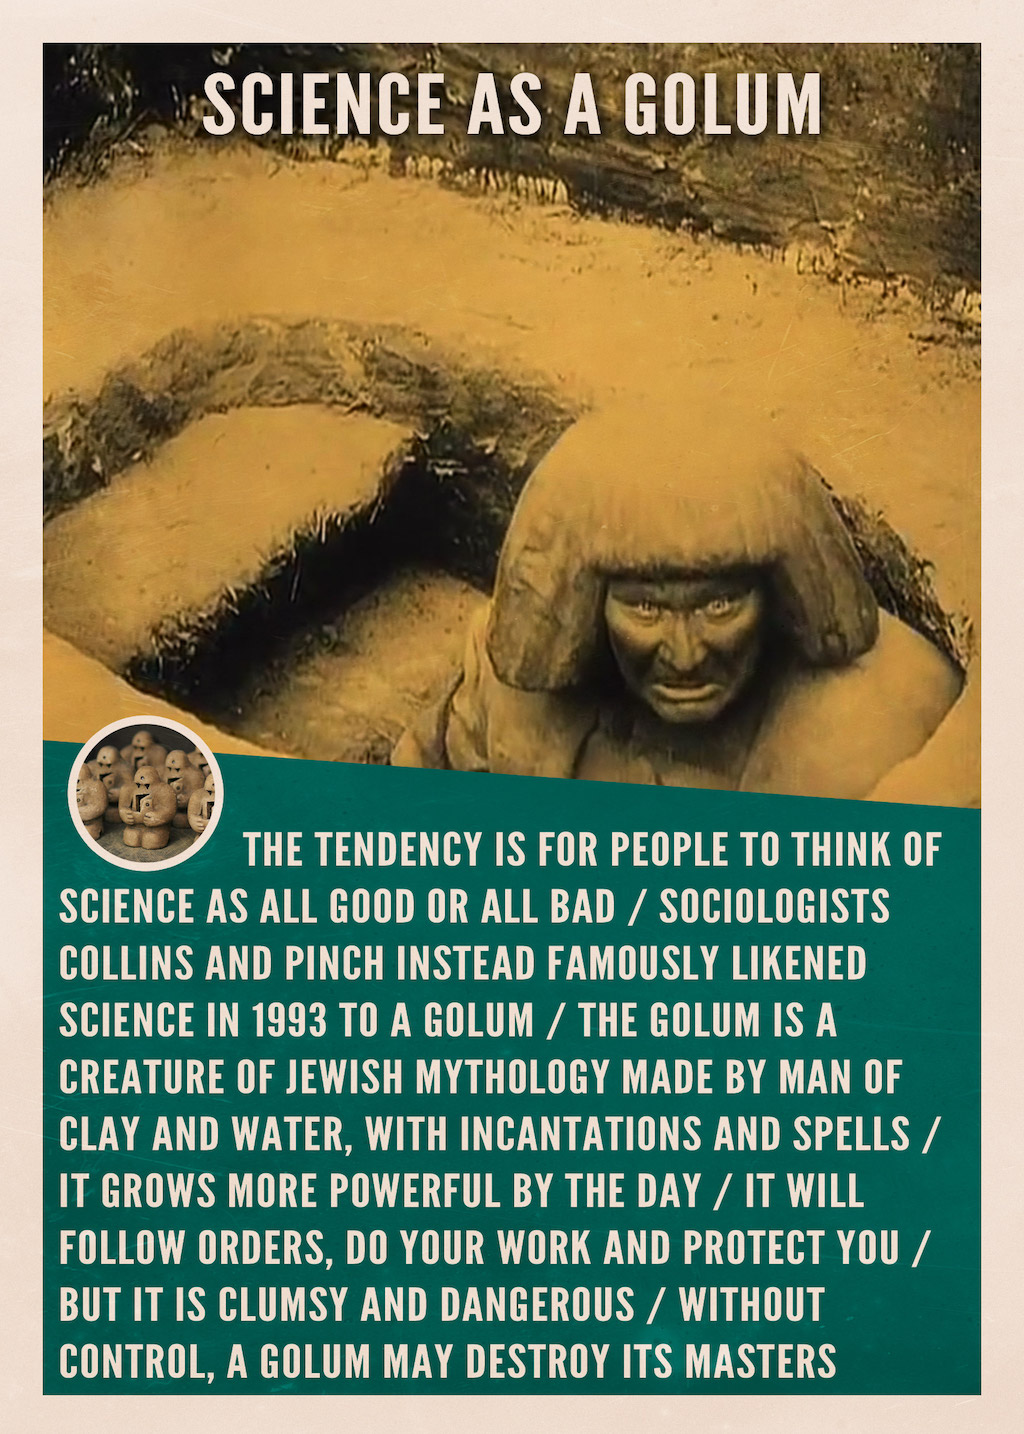 SCIENCE AS A GOLUM
THE TENDENCY IS FOR PEOPLE TO THINK OF
SCIENCE AS ALL GOOD OR ALL BAD / SOCIOLOGISTS
COLLINS AND PINCH INSTEAD FAMOUSLY LIKENED
SCIENCE IN 1993 TO A GOLUM / THE GOLUM IS A
CREATURE OF JEWISH MYTHOLOGY MADE BY MAN OF
CLAY AND WATER, WITH INCANTATIONS AND SPELLS /
IT GROWS MORE POWERFUL BY THE DAY / IT WILL
FOLLOW ORDERS, DO YOUR WORK AND PROTECT YOU /
BUT IT IS CLUMSY AND DANGEROUS / WITHOUT
CONTROL, A GOLUM MAY DESTROY ITS MASTERS